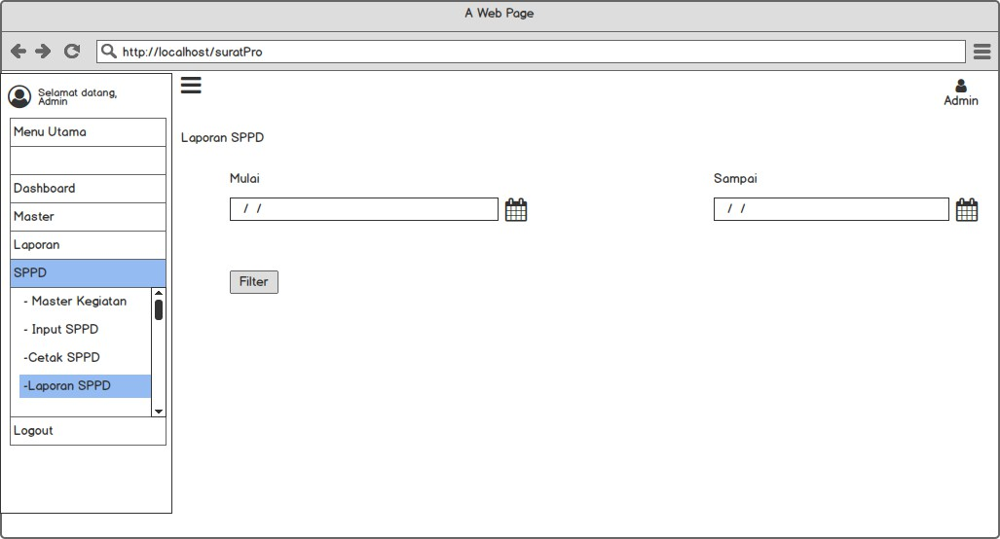 A Web Page
http://localhost/suratPro
Selamat datang,
Admin
Admin
Menu Utama
Dashboard
Master
Laporan
SPPD
- Master Kegiatan
- Input SPPD
-Cetak SPPD
-Laporan SPPD
Logout
Laporan SPPD
Mulai
Sampai
/ /
/ /
Filter